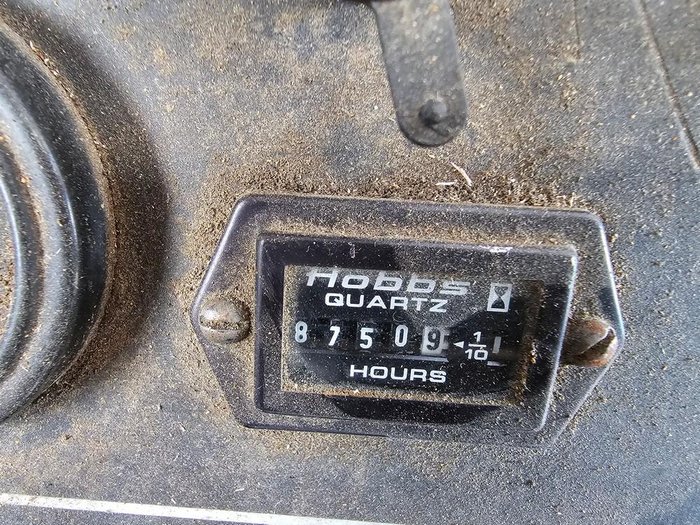 Hobbs
QUARTZ
87509 ◄ 1/10
HOURS